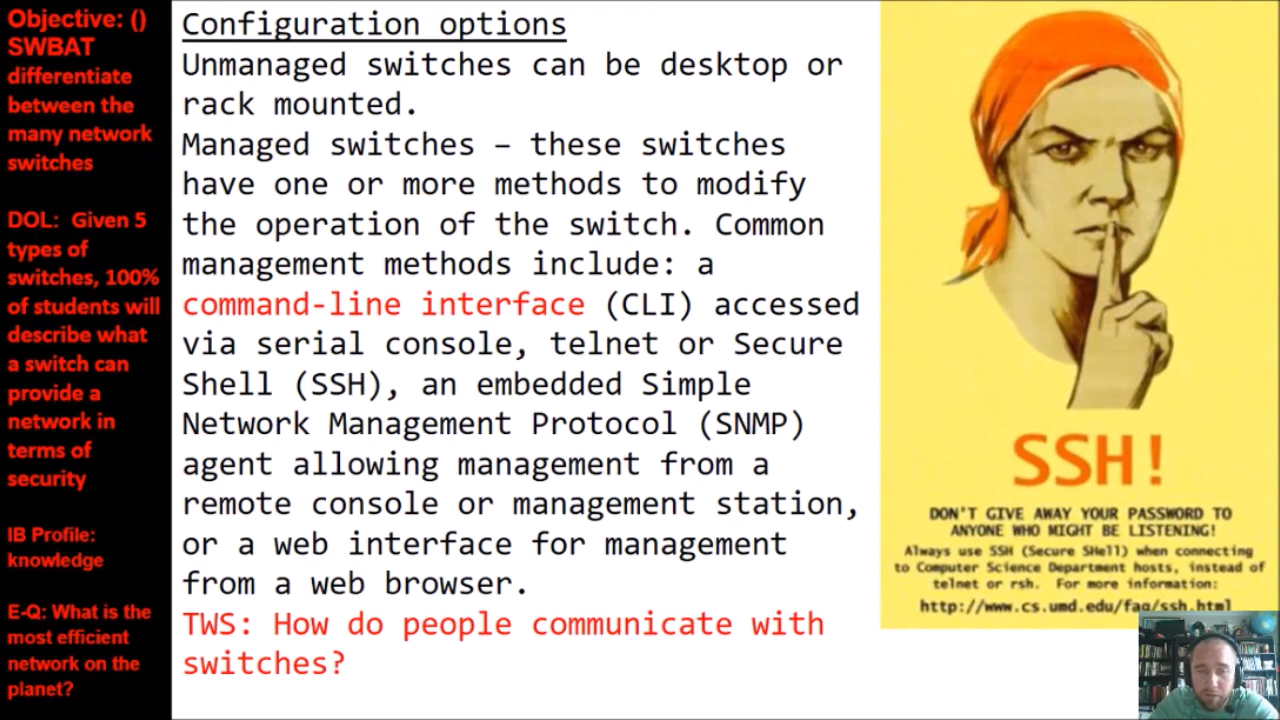 Objective: ()
SWBAT
differentiate
between the
many network
switches
DOL:  Given 5
types of
switches, 100%
of students will
describe what
a switch can
provide a
network in
terms of
security
IB Profile:
knowledge
E-Q: What is the
most efficient
network on the
planet?
Configuration options
Unmanaged switches can be desktop or
rack mounted.
Managed switches – these switches
have one or more methods to modify
the operation of the switch. Common
management methods include: a
command-line interface (CLI) accessed
via serial console, telnet or Secure
Shell (SSH), an embedded Simple
Network Management Protocol (SNMP)
agent allowing management from a
remote console or management station,
or a web interface for management
from a web browser.
TWS: How do people communicate with
switches?
SSH!
DON'T GIVE AWAY YOUR PASSWORD TO
ANYONE WHO MIGHT BE LISTENING!
Always use SSH (Secure SHell) when connecting
to Computer Science Department hosts, instead of
telnet or rsh.  For more information:
http://www.cs.umd.edu/faq/ssh.html